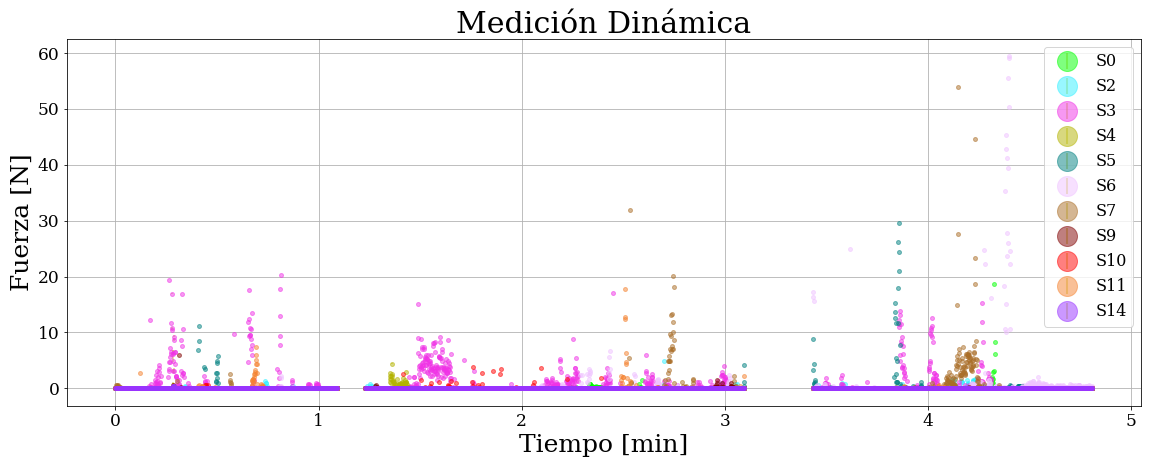 Medición Dinámica
Fuerza [N]
60
50
40
30
20
10
0
S0
S2
S3
S4
S5
S6
S7
S9
S10
S11
S14
0 1 2 3 4 5
Tiempo [min]